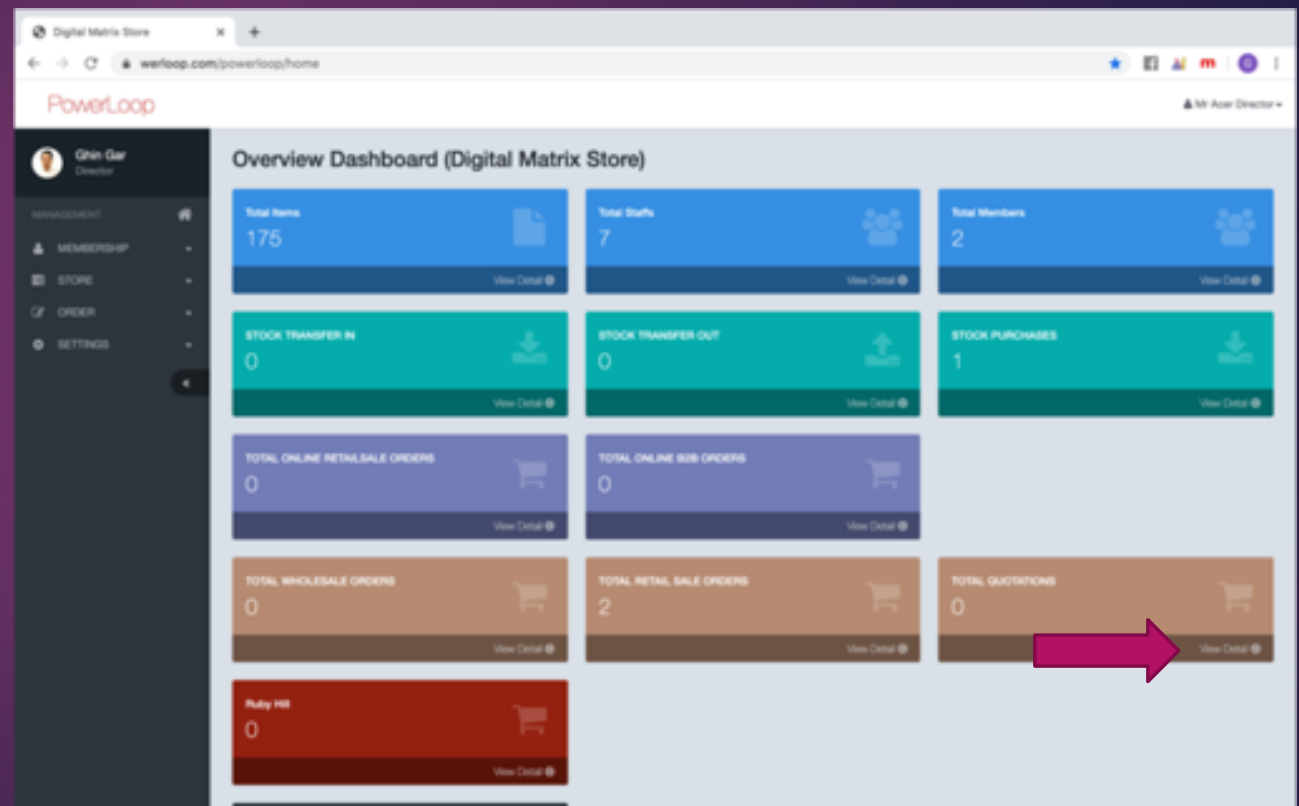 Digital Matrix Store
werloop.com/powerloop/home
PowerLoop
Mr Acer Director
Ghin Gar
Director
Overview Dashboard (Digital Matrix Store)
MANAGEMENT
MEMBERSHIP
STORE
ORDER
SETTINGS
Total Items
175
View Detail
Total Staffs
7
View Detail
Total Members
2
View Detail
STOCK TRANSFER IN
0
View Detail
STOCK TRANSFER OUT
0
View Detail
STOCK PURCHASES
1
View Detail
TOTAL ONLINE RETAILSALE ORDERS
0
View Detail
TOTAL ONLINE B2B ORDERS
0
View Detail
TOTAL WHOLESALE ORDERS
0
View Detail
TOTAL RETAIL SALE ORDERS
2
View Detail
TOTAL QUOTATIONS
0
View Detail
Ruby Hill
0
View Detail